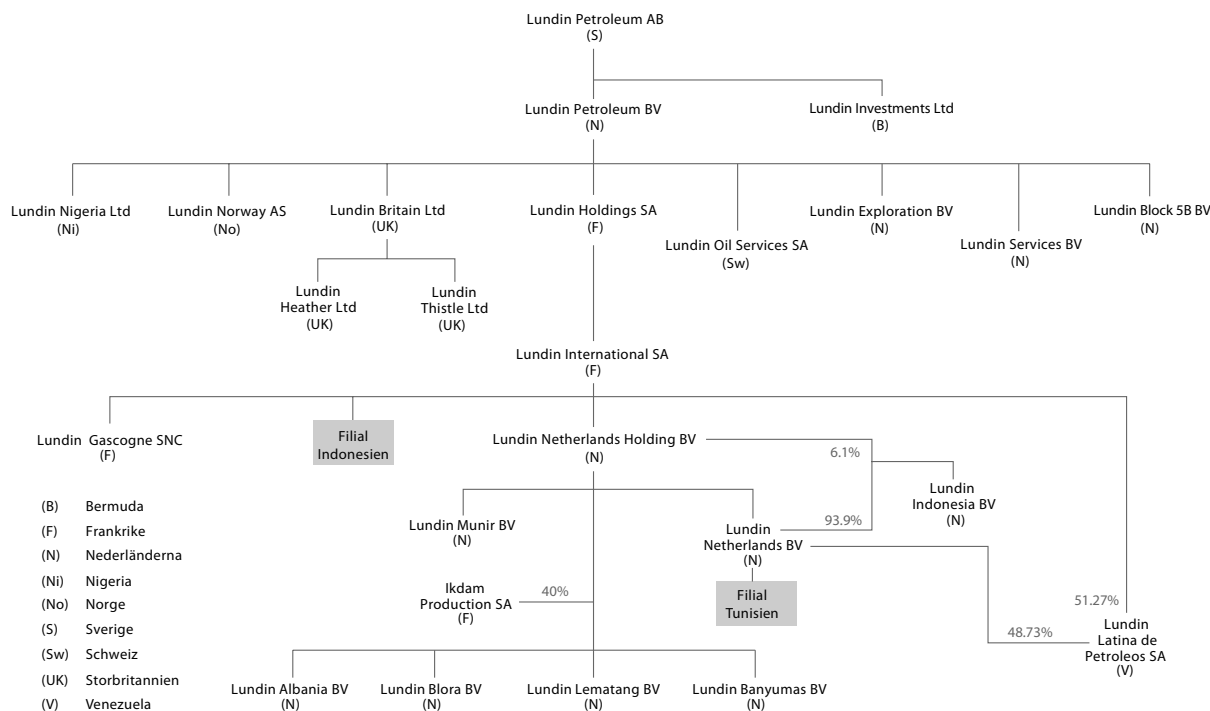 Lundin Petroleum AB
(S)
Lundin Petroleum BV
(N)
Lundin Investments Ltd
(B)
Lundin Nigeria Ltd
(Ni)
Lundin Norway AS
(No)
Lundin Britain Ltd
(UK)
Lundin Holdings SA
(F)
Lundin Oil Services SA
(Sw)
Lundin Exploration BV
(N)
Lundin Services BV
(N)
Lundin Block 5B BV
(N)
Lundin
Heather Ltd
(UK)
Lundin
Thistle Ltd
(UK)
Lundin International SA
(F)
Lundin Gascogne SNC
(F)
Filial
Indonesien
Lundin Netherlands Holding BV
(N)
6.1%
Lundin
Indonesia BV
(N)
93.9%
Lundin Munir BV
(N)
Lundin
Netherlands BV
(N)
Filial
Tunisien
Ikdam
Production SA
(F)
40%
51.27%
48.73%
Lundin
Latina de
Petroleos SA
(V)
Lundin Albania BV
(N)
Lundin Blora BV
(N)
Lundin Lematang BV
(N)
Lundin Banyumas BV
(N)
(B) Bermuda
(F) Frankrike
(N) Nederländerna
(Ni) Nigeria
(No) Norge
(S) Sverige
(Sw) Schweiz
(UK) Storbritannien
(V) Venezuela